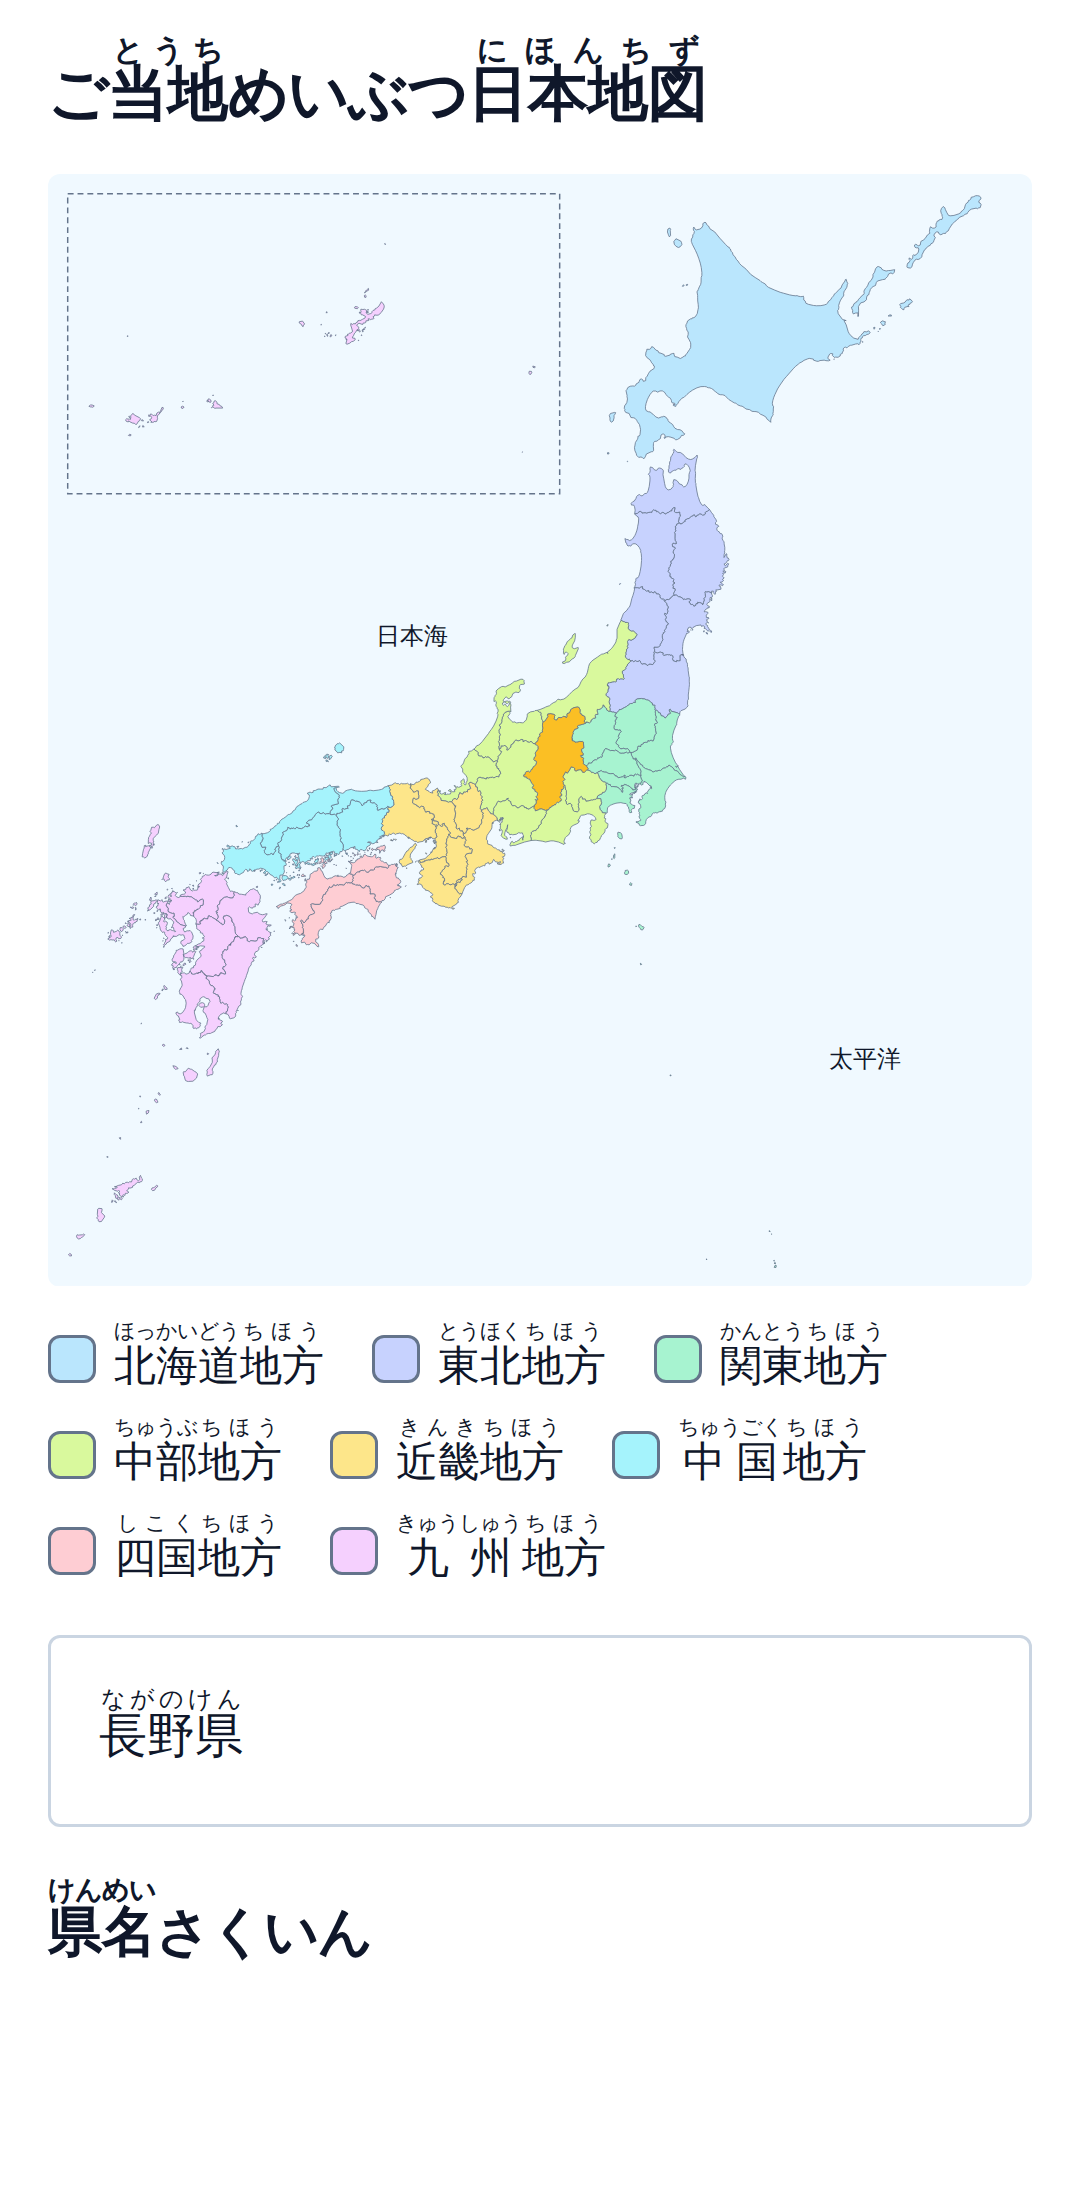 とうち にほんちず
ご当地めいぶつ日本地図
日本海
太平洋
ほっかいどうちほう とうほくちほう かんとうちほう
北海道地方 東北地方 関東地方
ちゅうぶちほう きんきちほう ちゅうごくちほう
中部地方 近畿地方 中国地方
しこくちほう きゅうしゅうちほう
四国地方 九州地方
ながのけん
長野県
けんめい
県名さくいん